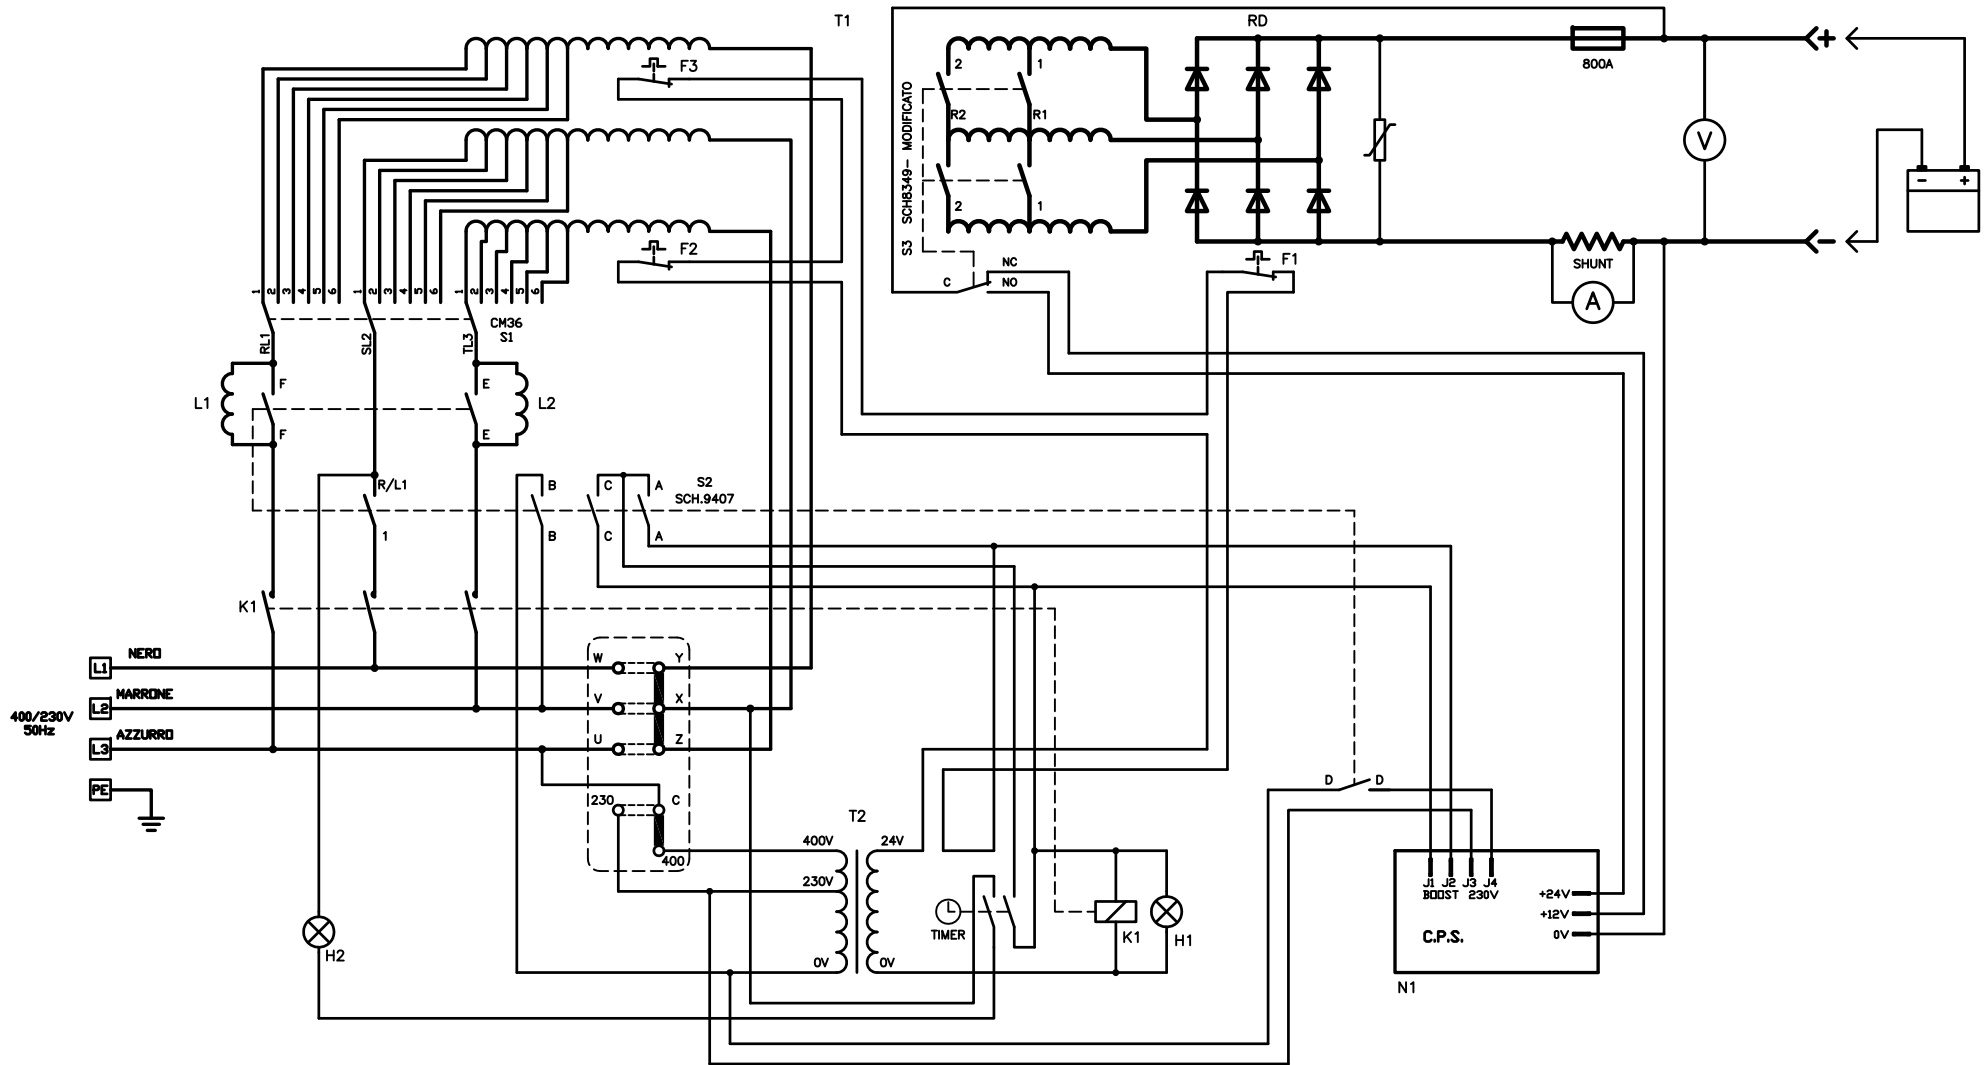 T1
RD
F3
2
1
800A
R2
R1
V
SCH8349- MODIFICATO
S3
- +
2
1
F2
F1
SHUNT
NC
C
NO
A
1 2 3 4 5 6
1 2 3 4 5 6
1 2 3 4 5 6
CM36
S1
RL1
SL2
TL3
F
E
L1
L2
F
E
R/L1
B
C
A
S2
SCH.9407
1
B
C
A
K1
L1
NERO
W
Y
L2
MARRONE
V
X
400/230V
50Hz
L3
AZZURRO
U
Z
PE
230
C
400
D
D
T2
400V
24V
230V
0V
0V
TIMER
K1
H1
H2
J1 J2 J3 J4
BOOST 230V
+24V
+12V
0V
C.P.S.
N1